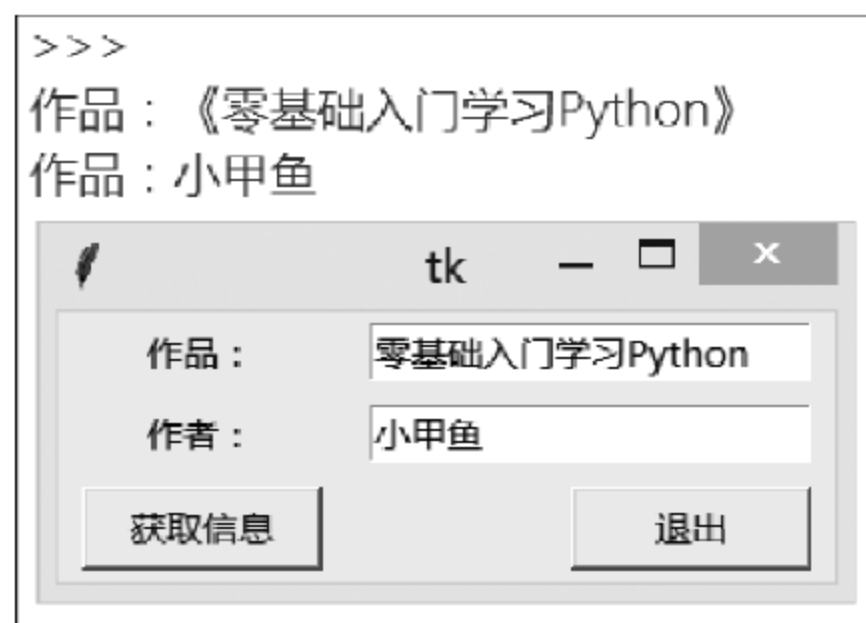 >>>
作品：《零基础入门学习Python》
作品：小甲鱼
tk
作品： 零基础入门学习Python
作者： 小甲鱼
获取信息 退出